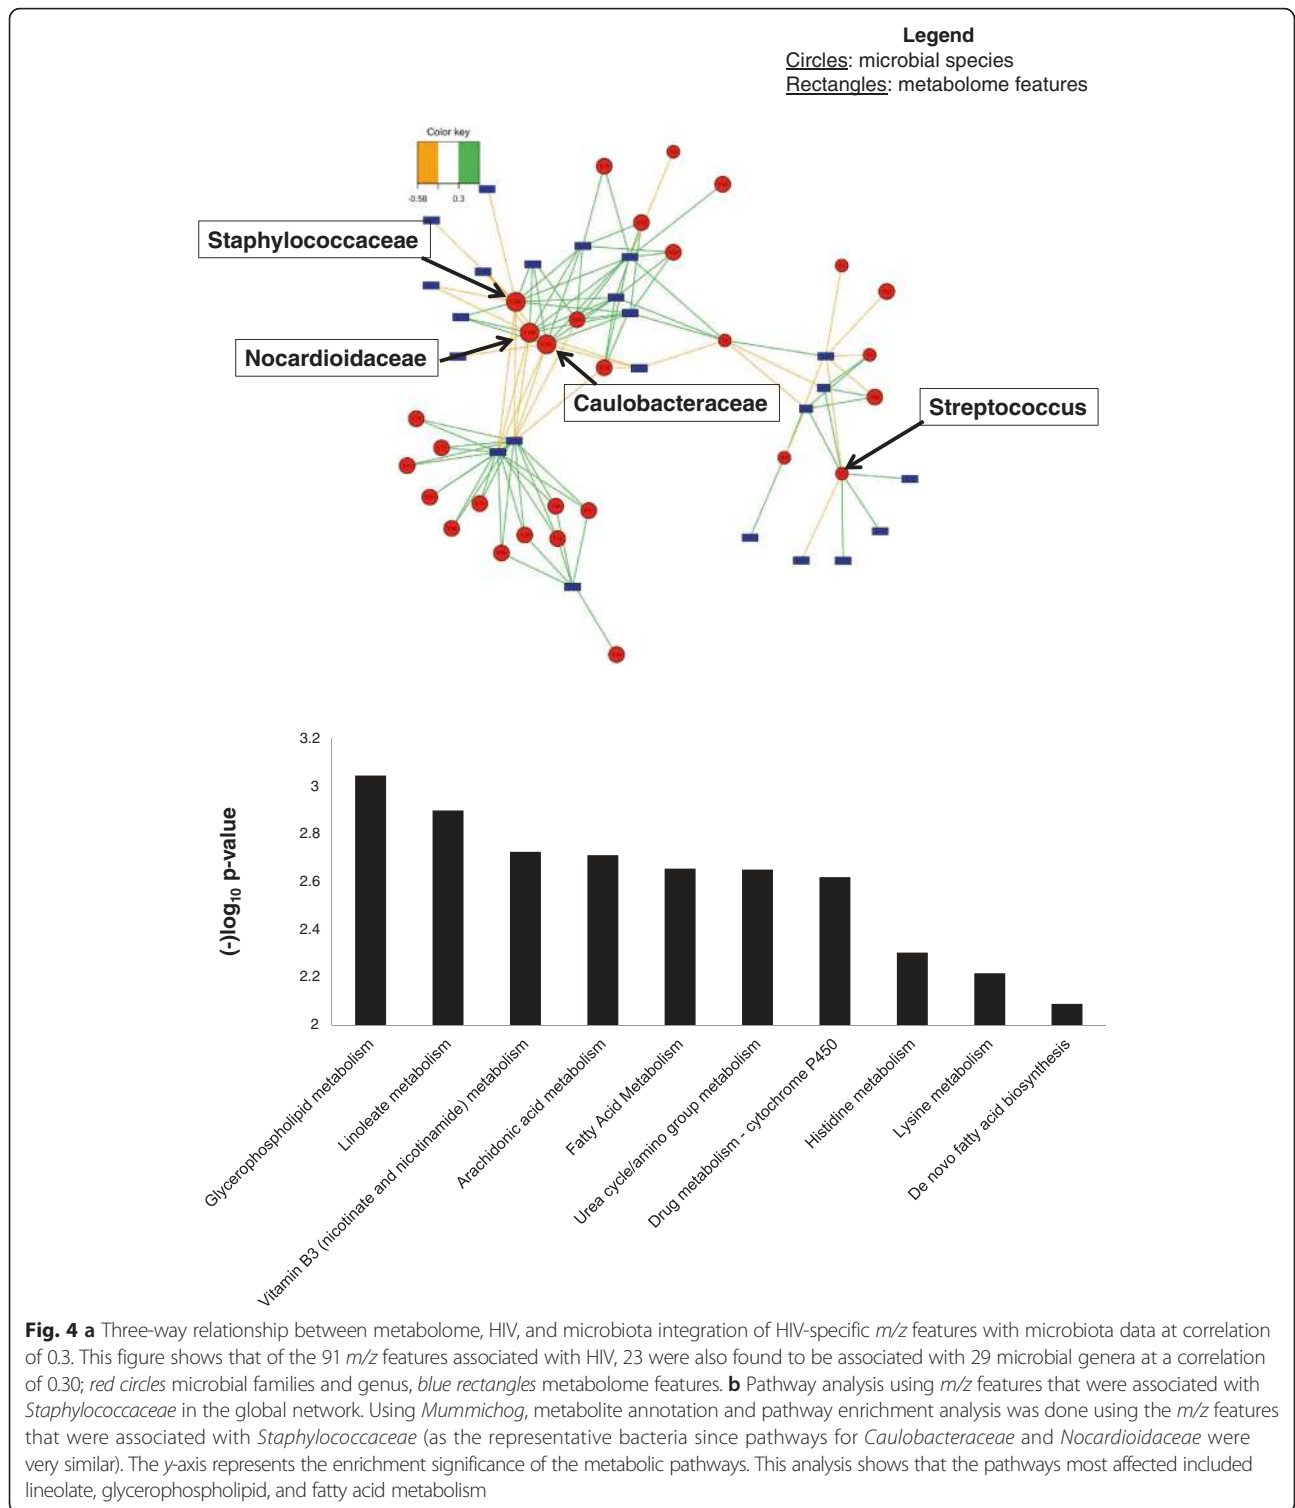 Legend
Circles: microbial species
Rectangles: metabolome features
Color key
-0.58 0.3
Staphylococcaceae
Nocardioidaceae
Caulobacteraceae
Streptococcus
(-)log10 p-value
3.2
3
2.8
2.6
2.4
2.2
2
Glycerophospholipid metabolism
Linoleate metabolism
Vitamin B3 (nicotinate and nicotinamide) metabolism
Arachidonic acid metabolism
Fatty Acid Metabolism
Urea cycle/amino group metabolism
Drug metabolism - cytochrome P450
Histidine metabolism
Lysine metabolism
De novo fatty acid biosynthesis
Fig. 4 a Three-way relationship between metabolome, HIV, and microbiota integration of HIV-specific m/z features with microbiota data at correlation
of 0.3. This figure shows that of the 91 m/z features associated with HIV, 23 were also found to be associated with 29 microbial genera at a correlation
of 0.30; red circles microbial families and genus, blue rectangles metabolome features. b Pathway analysis using m/z features that were associated with
Staphylococcaceae in the global network. Using Mummichog, metabolite annotation and pathway enrichment analysis was done using the m/z features
that were associated with Staphylococcaceae (as the representative bacteria since pathways for Caulobacteraceae and Nocardioidaceae were
very similar). The y-axis represents the enrichment significance of the metabolic pathways. This analysis shows that the pathways most affected included
lineolate, glycerophospholipid, and fatty acid metabolism